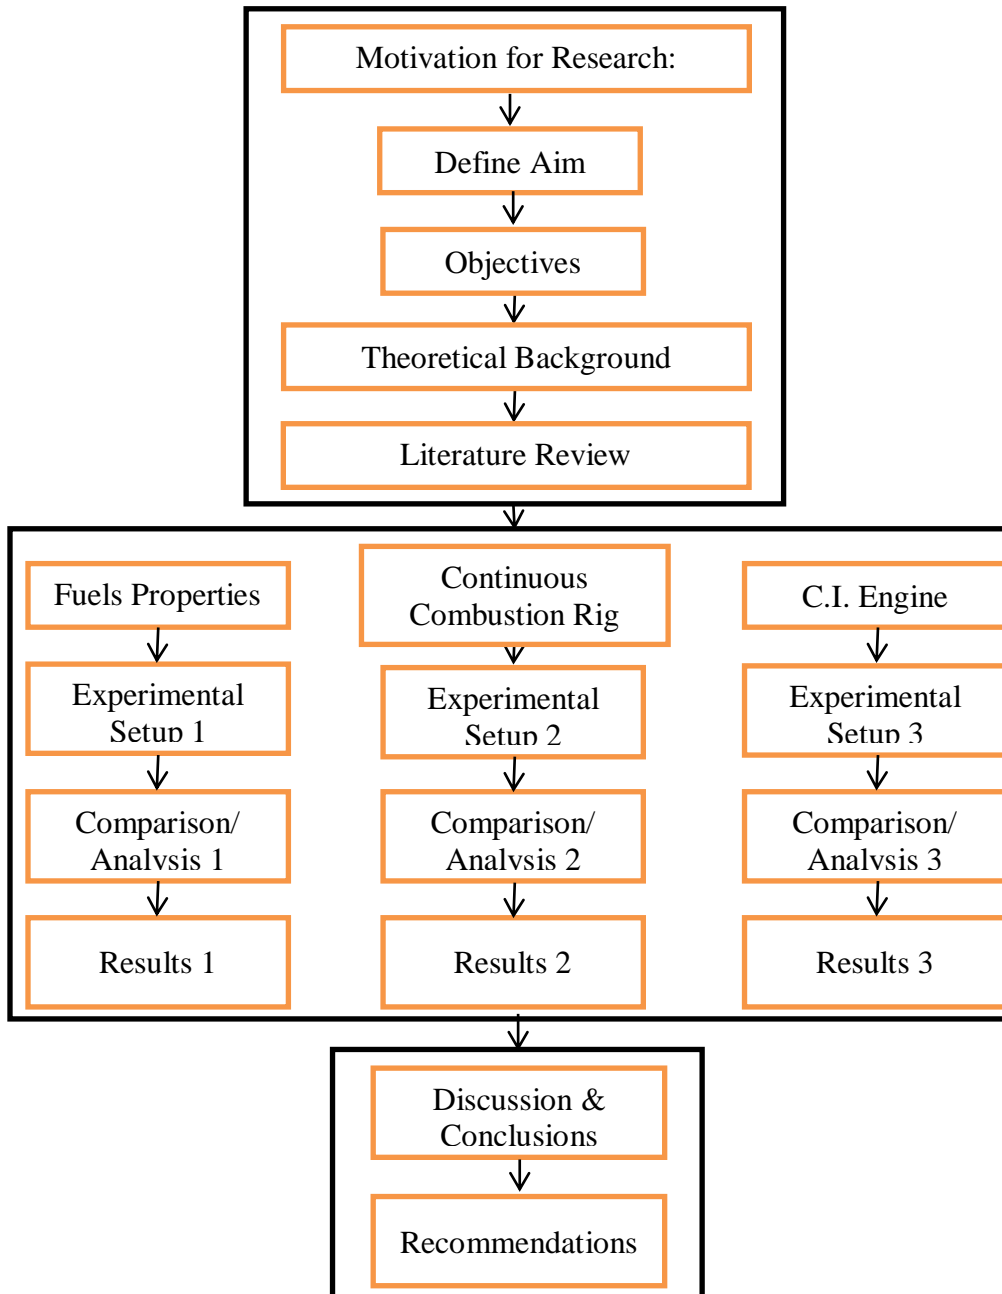 Motivation for Research:
Define Aim
Objectives
Theoretical Background
Literature Review
Fuels Properties
Experimental
Setup 1
Comparison/
Analysis 1
Results 1
Continuous
Combustion Rig
Experimental
Setup 2
Comparison/
Analysis 2
Results 2
C.I. Engine
Experimental
Setup 3
Comparison/
Analysis 3
Results 3
Discussion &
Conclusions
Recommendations